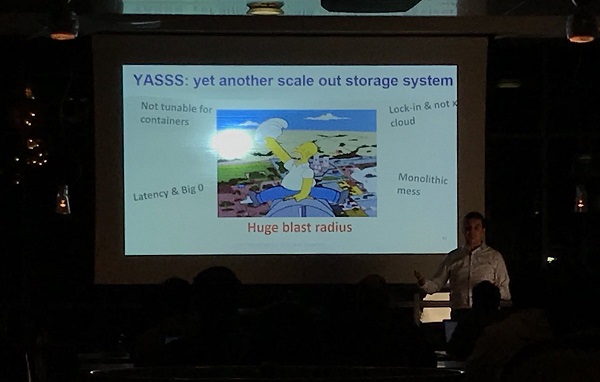 YASSS: yet another scale out storage system
Not tunable for
containers
Lock-in & not x
cloud
Latency & Big O
Monolithic
mess
Huge blast radius